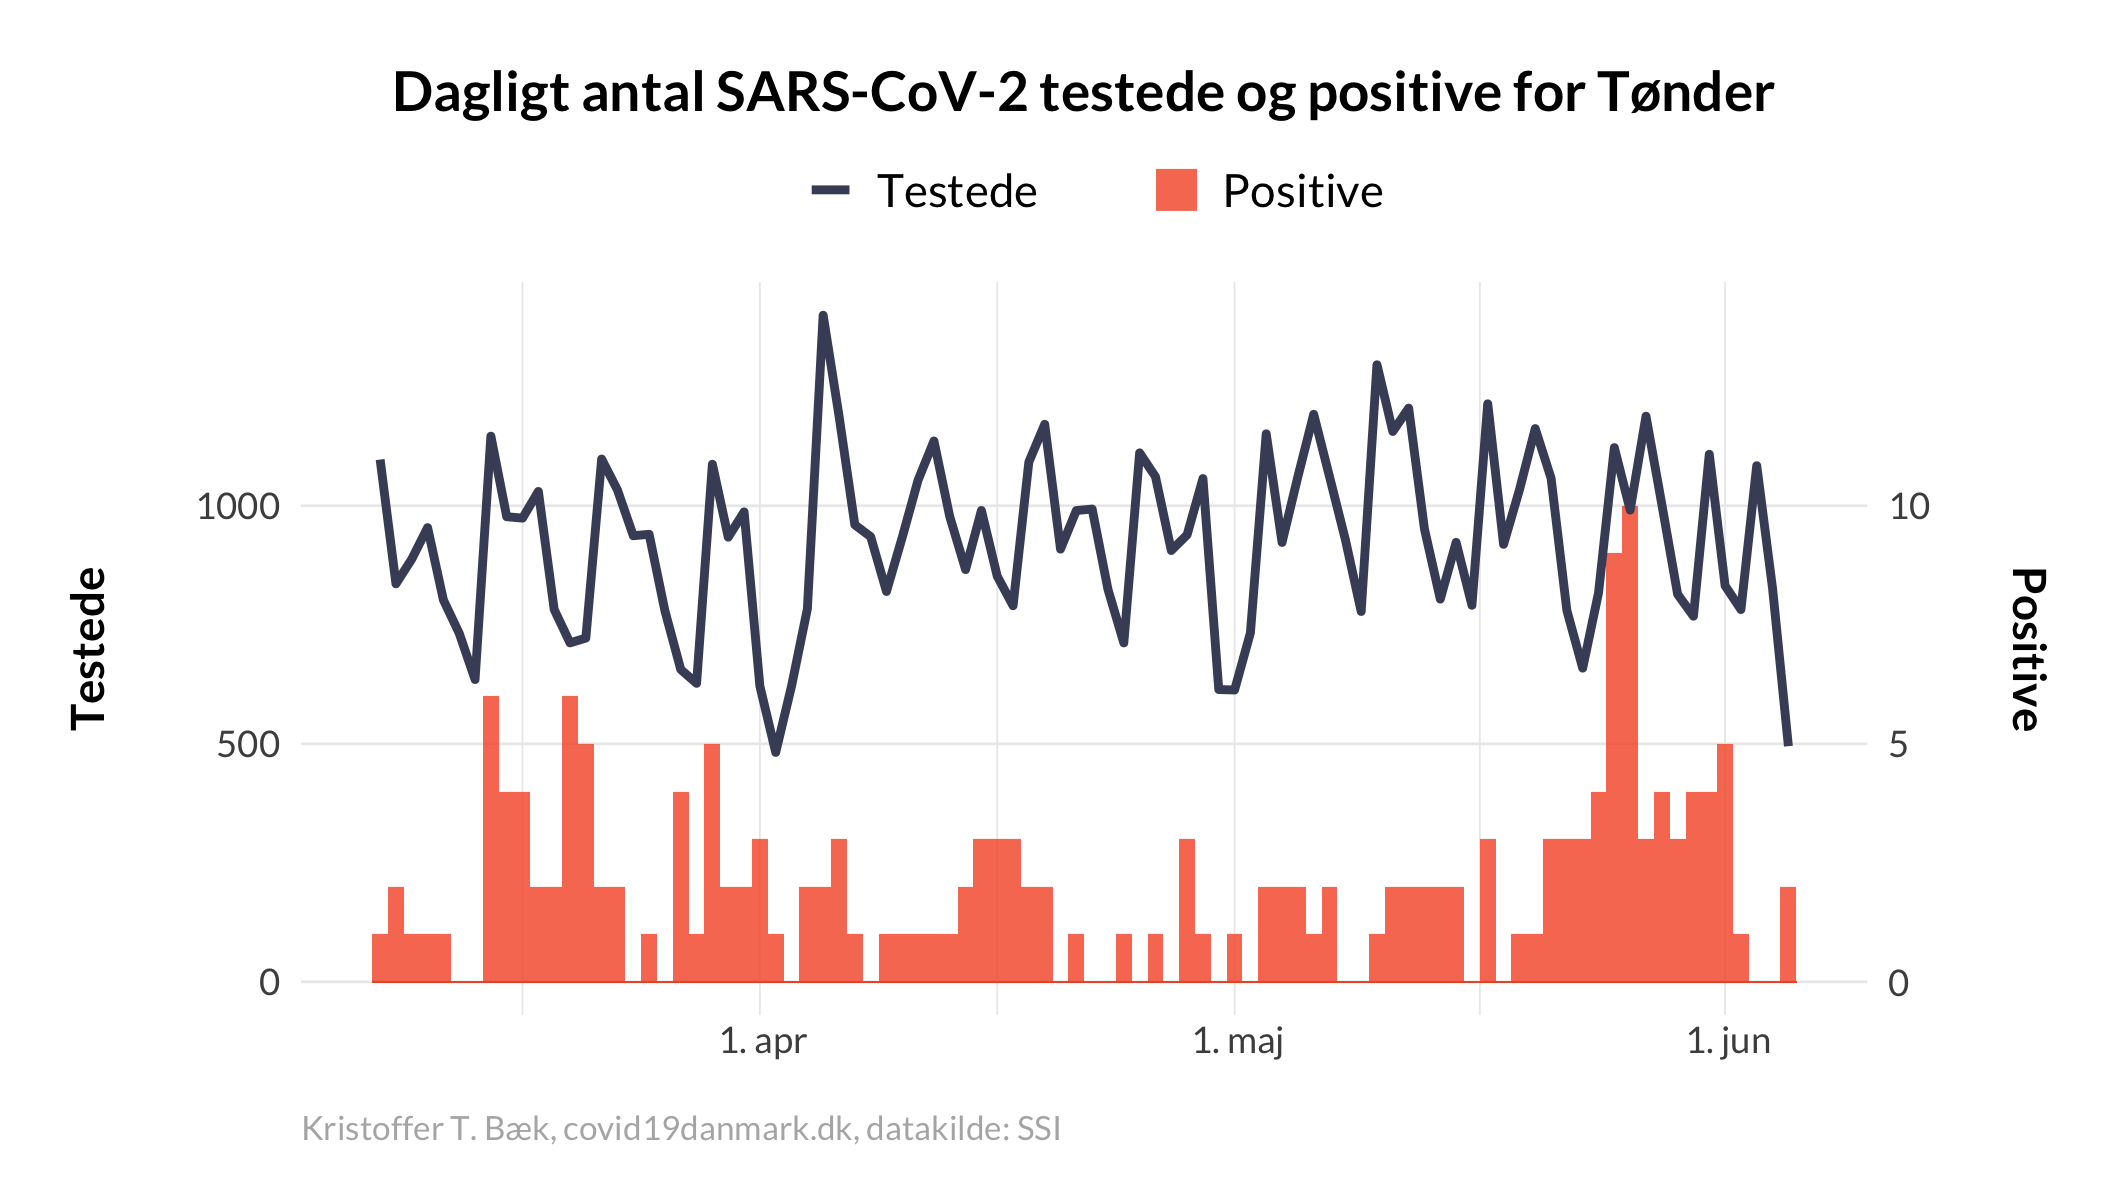 Dagligt antal SARS-CoV-2 testede og positive for Tønder
Testede Positive
1000 10
500 5
0 0
Testede
Positive
1. apr 1. maj 1. jun
Kristoffer T. Bæk, covid19danmark.dk, datakilde: SSI